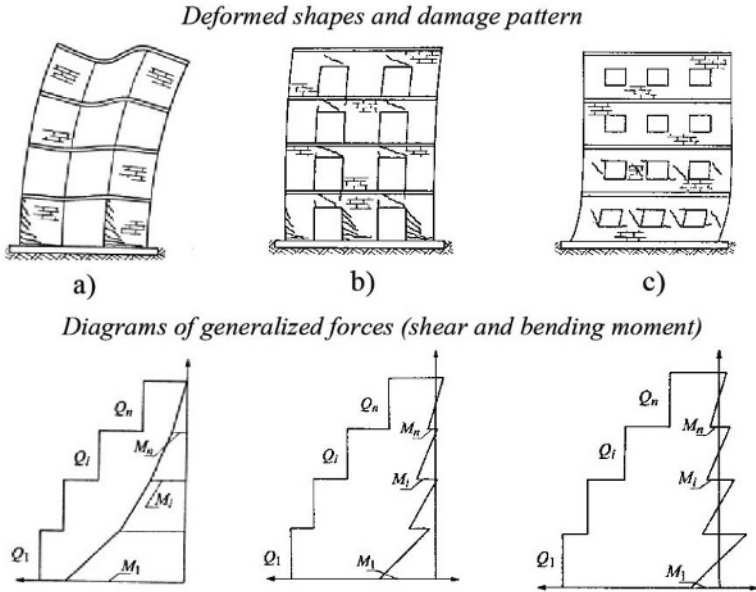 Deformed shapes and damage pattern
a)
b)
c)
Diagrams of generalized forces (shear and bending moment)
Qn
Mn
Qi
Mi
Q1
M1
Qn
Mn
Qi
Mi
Q1
M1
Qn
Mn
Qi
Mi
Q1
M1